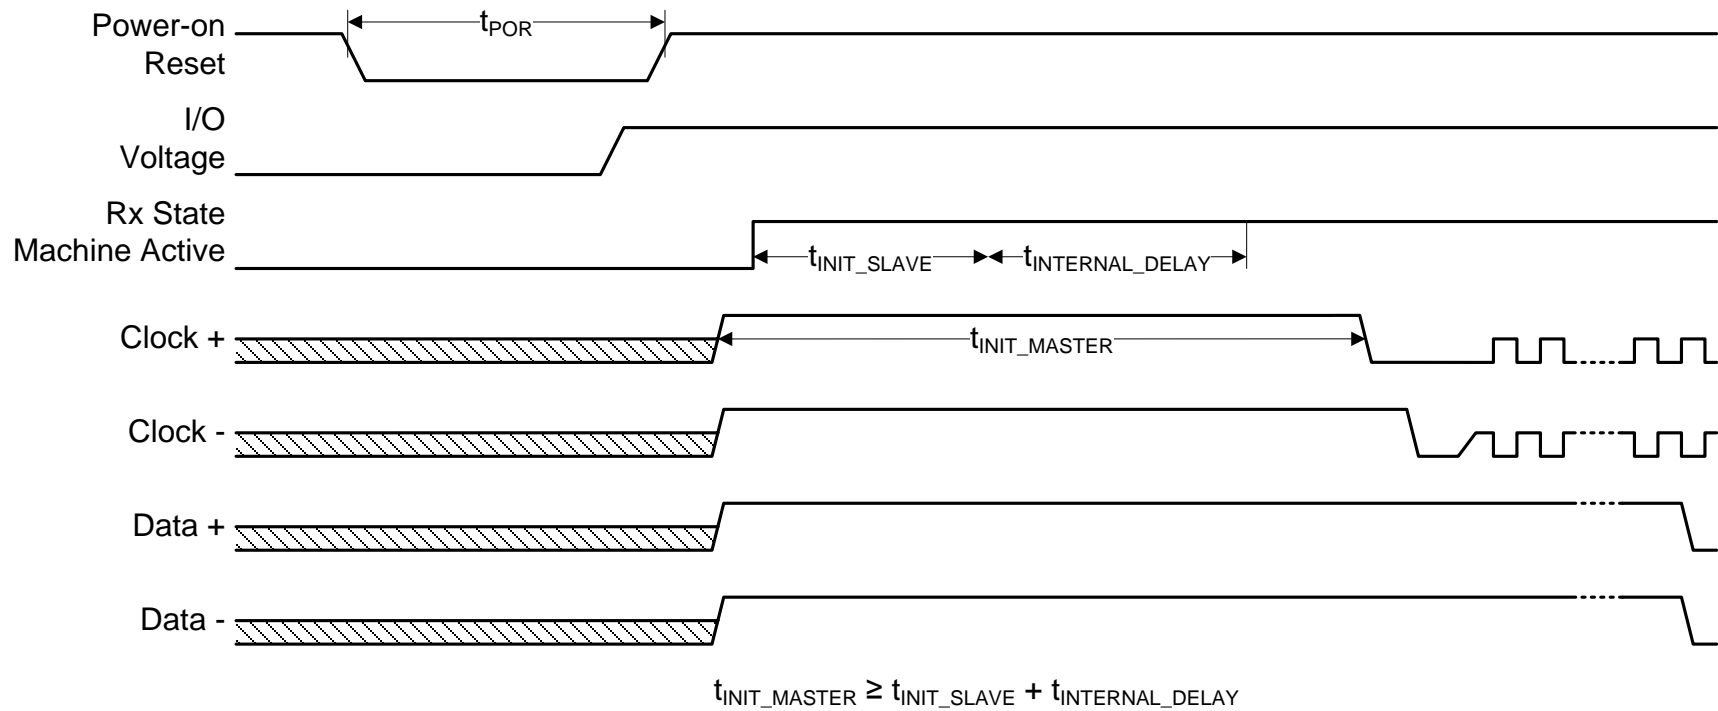 Power-on
Reset
tPOR
I/O
Voltage
Rx State
Machine Active
tINIT_SLAVE
tINTERNAL_DELAY
Clock +
tINIT_MASTER
Clock -
Data +
Data -
tINIT_MASTER ≥ tINIT_SLAVE + tINTERNAL_DELAY